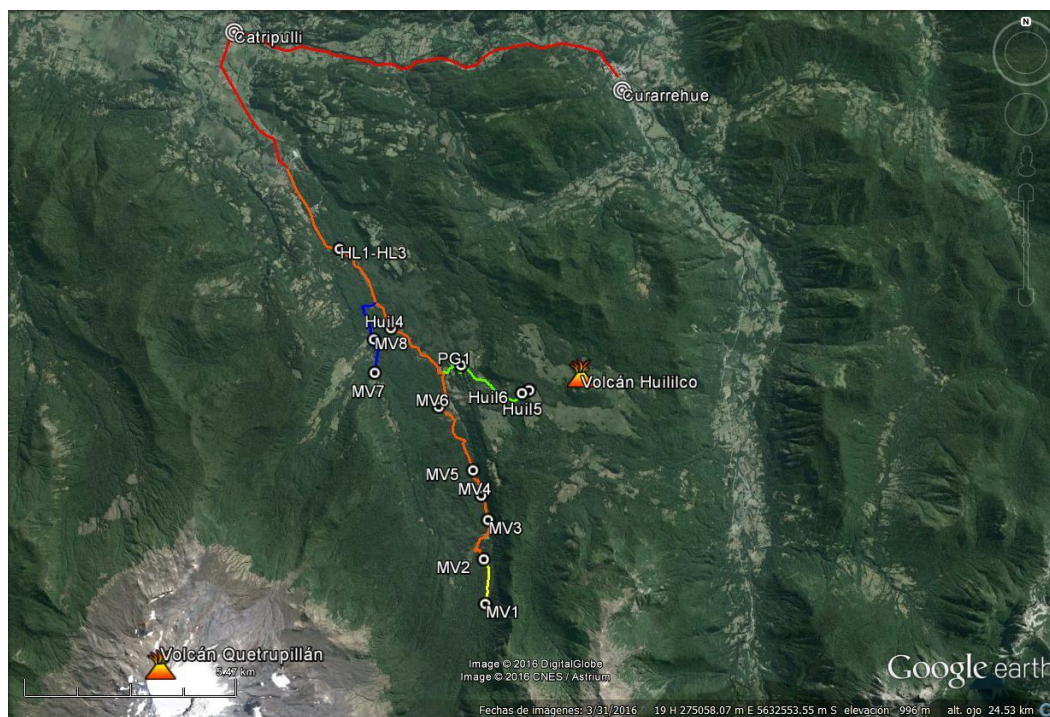 N
Catripulli
Curarrehue
HL1-HL3
Huil4
MV8
PG1
Volcán Huililco
MV7
Huil6
MV6
Huil5
MV5
MV4
MV3
MV2
MV1
Volcán Quetrupillán
5.47 km
Image © 2016 DigitalGlobe
Image © 2016 CNES / Astrium
Google earth
Fechas de imágenes: 3/31/2016 19 H 275058.07 m E 5632553.55 m S elevación 996 m alt. ojo 24.53 km